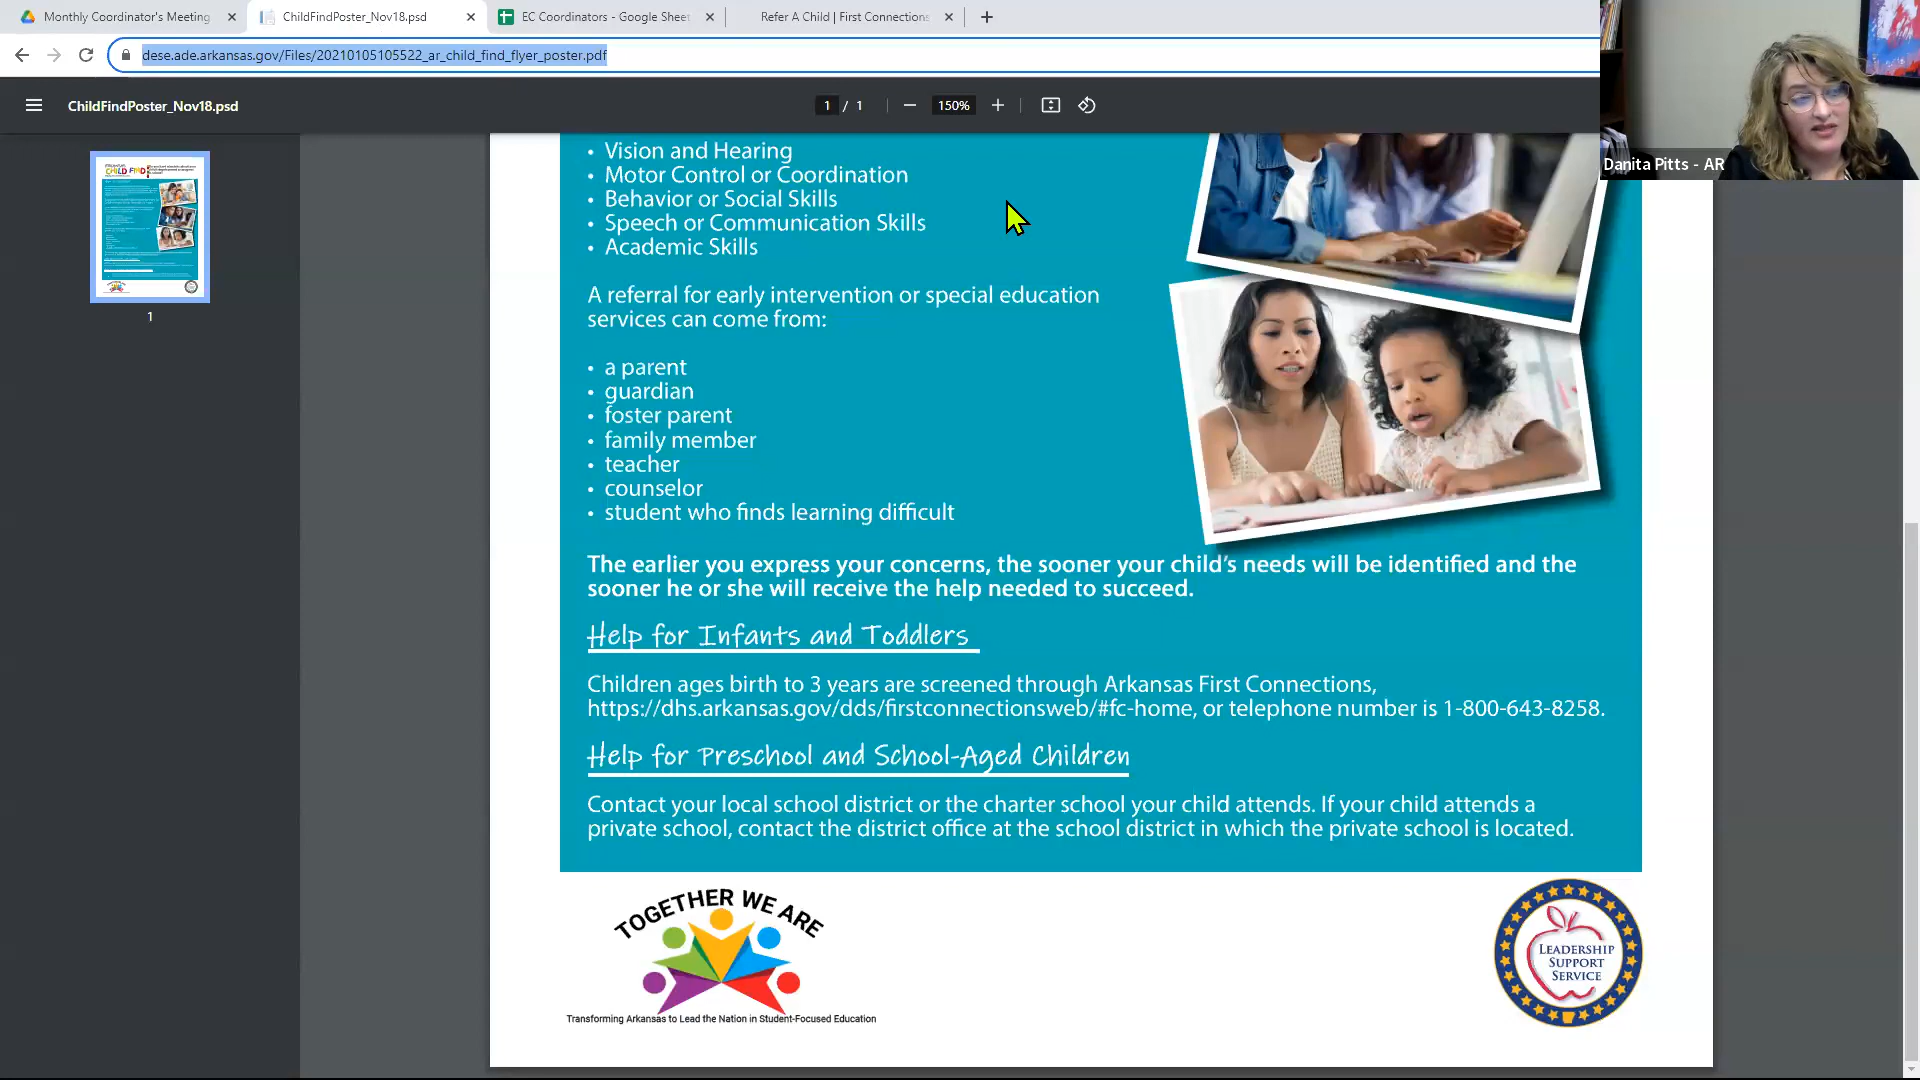 Monthly Coordinator's Meeting
ChildFindPoster_Nov18.psd
EC Coordinators - Google Sheet
Refer A Child | First Connections
dese.ade.arkansas.gov/Files/20210105105522_ar_child_find_flyer_poster.pdf
ChildFindPoster_Nov18.psd
1 / 1
150%
Danita Pitts - AR
CHILD FIND
1
• Vision and Hearing
• Motor Control or Coordination
• Behavior or Social Skills
• Speech or Communication Skills
• Academic Skills
A referral for early intervention or special education
services can come from:
• a parent
• guardian
• foster parent
• family member
• teacher
• counselor
• student who finds learning difficult
The earlier you express your concerns, the sooner your child's needs will be identified and the
sooner he or she will receive the help needed to succeed.
Help for Infants and Toddlers
Children ages birth to 3 years are screened through Arkansas First Connections,
https://dhs.arkansas.gov/dds/firstconnectionsweb/#fc-home, or telephone number is 1-800-643-8258.
Help for Preschool and School-Aged Children
Contact your local school district or the charter school your child attends. If your child attends a
private school, contact the district office at the school district in which the private school is located.
TOGETHER WE ARE
Transforming Arkansas to Lead the Nation in Student-Focused Education
LEADERSHIP
SUPPORT
SERVICE